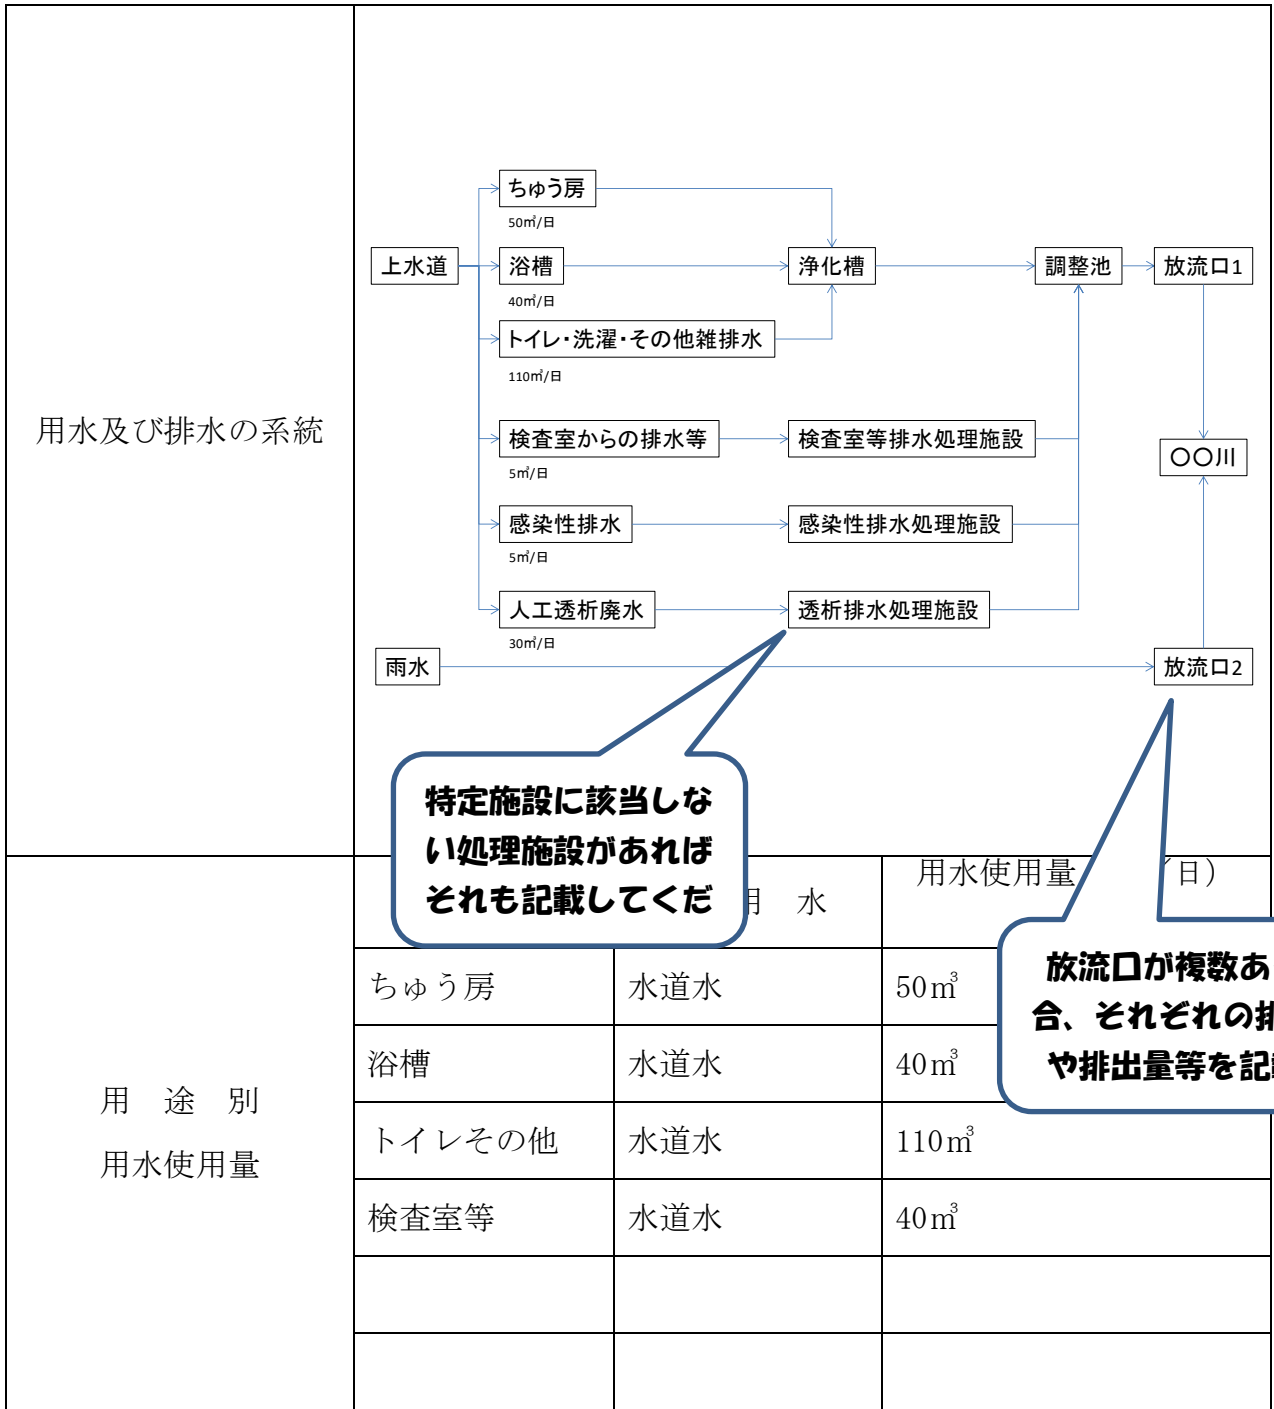 用水及び排水の系統
ちゅう房
50㎥/日
上水道
浴槽
浄化槽
調整池
放流口1
40㎥/日
トイレ・洗濯・その他雑排水
110㎥/日
検査室からの排水等
検査室等排水処理施設
〇〇川
5㎥/日
感染性排水
感染性排水処理施設
5㎥/日
人工透析廃水
透析排水処理施設
30㎥/日
雨水
放流口2
特定施設に該当しな
い処理施設があれば
それも記載してくだ
放流口が複数あ
合、それぞれの排
や排出量等を記
用　途　別
用水使用量
水
用水使用量
日）
ちゅう房
水道水
50㎥
浴槽
水道水
40㎥
トイレその他
水道水
110㎥
検査室等
水道水
40㎥